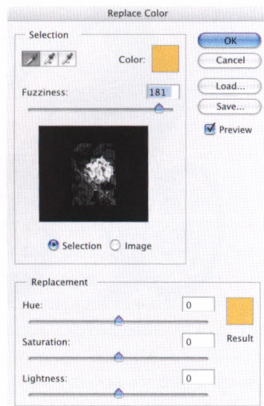 Replace Color
Selection
Color:
Fuzziness: 181
Selection Image
OK
Cancel
Load...
Save...
Preview
Replacement
Hue: 0
Saturation: 0
Result
Lightness: 0